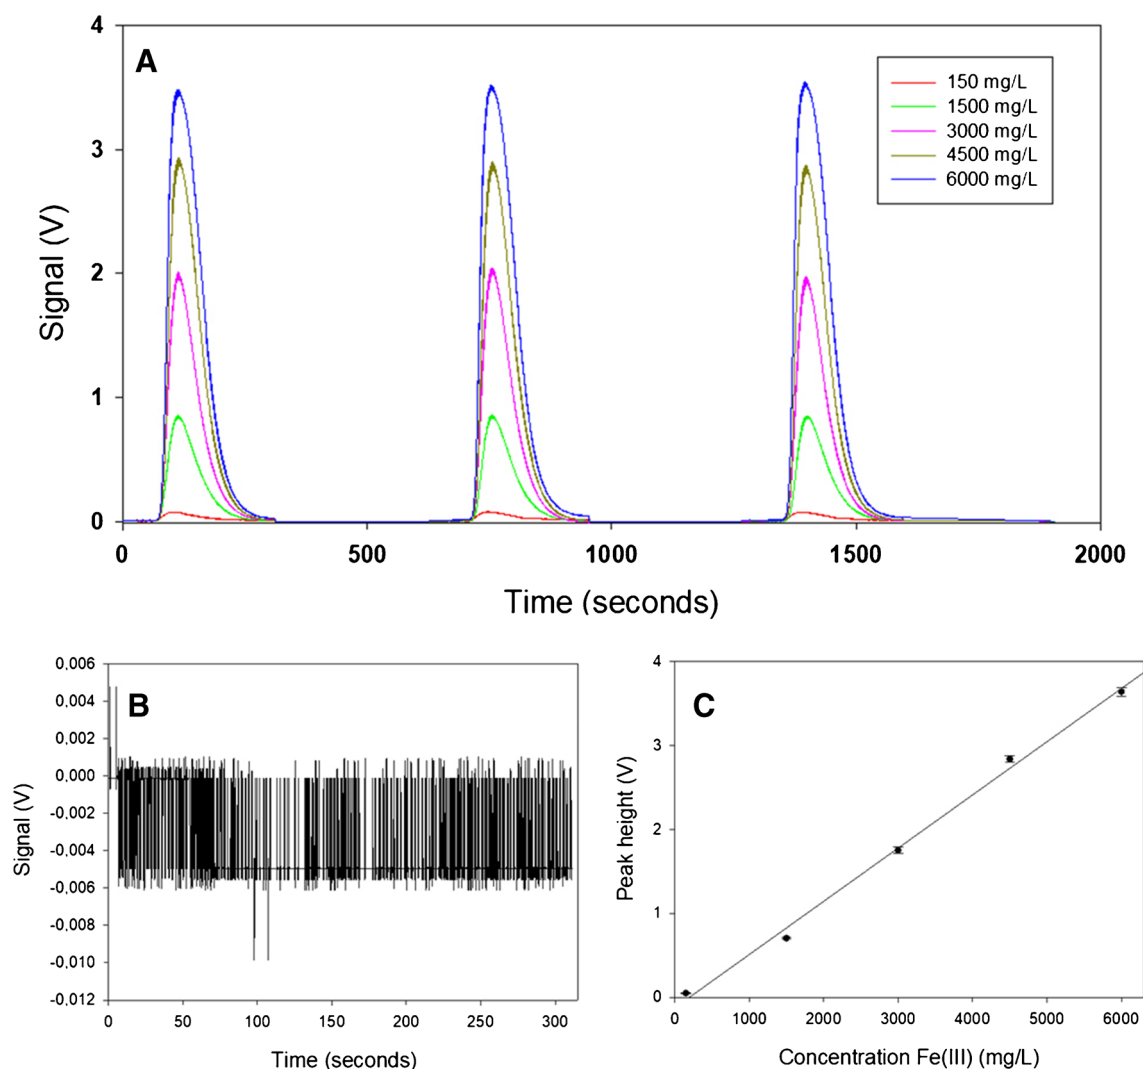 A
4
3
2
1
0
Signal (V)
150 mg/L
1500 mg/L
3000 mg/L
4500 mg/L
6000 mg/L
0 500 1000 1500 2000
Time (seconds)
B
0,006
0,004
0,002
0,000
-0,002
-0,004
-0,006
-0,008
-0,010
-0,012
Signal (V)
0 50 100 150 200 250 300
Time (seconds)
C
4
3
2
1
0
Peak height (V)
0 1000 2000 3000 4000 5000 6000
Concentration Fe(III) (mg/L)